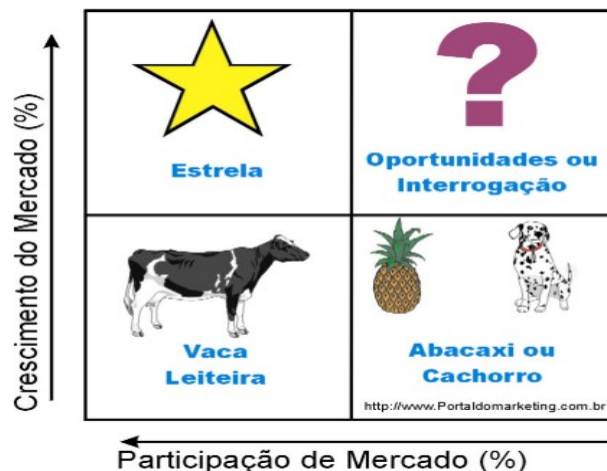 Crescimento do Mercado (%)
Estrela
Oportunidades ou
Interrogação
Vaca
Leiteira
Abacaxi ou
Cachorro
http://www.Portaldomarketing.com.br
Participação de Mercado (%)